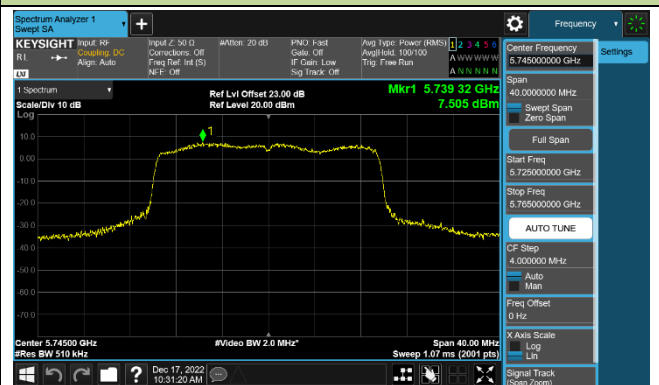 Spectrum Analyzer 1
Swept SA
+
Frequency
KEYSIGHT
RL
LXI
Input: RF
Coupling: DC
Align: Auto
Input Z: 50 Ω
Corrections: Off
Freq Ref: Int (S)
NFE: Off
#Atten: 20 dB
PNO: Fast
Gate: Off
IF Gain: Low
Sig Track: Off
Avg Type: Power (RMS)
Avg|Hold: 100/100
Trig: Free Run
1 2 3 4 5 6
A W W W W W
A N N N N N
Center Frequency
5.745000000 GHz
Settings
Span
40.0000000 MHz
Swept Span
Zero Span
Full Span
Start Freq
5.725000000 GHz
Stop Freq
5.765000000 GHz
AUTO TUNE
CF Step
4.000000 MHz
Auto
Man
Freq Offset
0 Hz
X Axis Scale
Log
Lin
Signal Track
(Span Zoom)
1 Spectrum
Scale/Div 10 dB
Log
Ref Lvl Offset 23.00 dB
Ref Level 20.00 dBm
Mkr1 5.739 32 GHz
7.505 dBm
1
10.0
0.00
-10.0
-20.0
-30.0
-40.0
-50.0
-60.0
-70.0
Center 5.74500 GHz
#Res BW 510 kHz
#Video BW 2.0 MHz*
Span 40.00 MHz
Sweep 1.07 ms (2001 pts)
?
Dec 17, 2022
10:31:20 AM